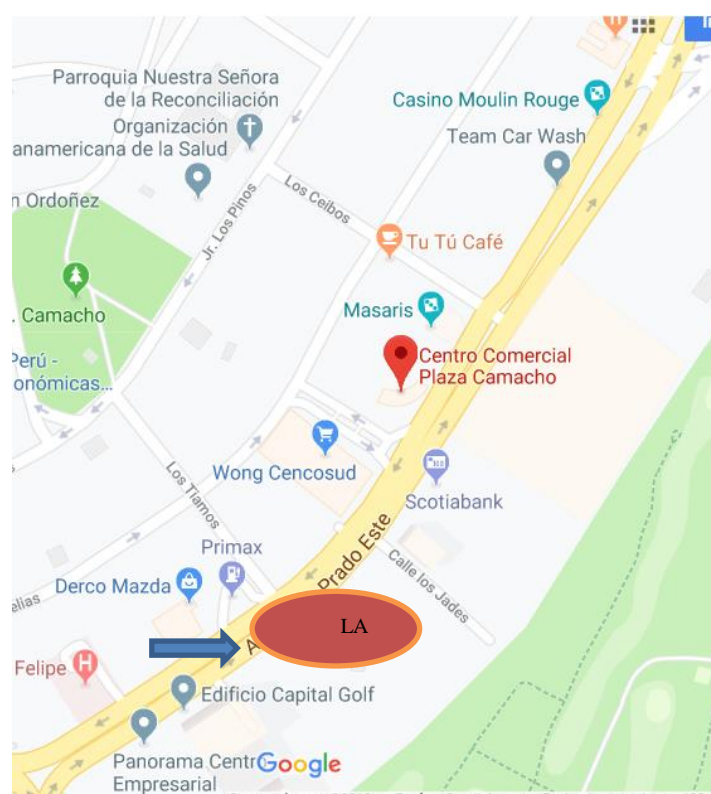 Parroquia Nuestra Señora
de la Reconciliación
Organización
anamericana de la Salud
Casino Moulin Rouge
Team Car Wash
n Ordoñez
Jr. Los Pinos
Los Ceibos
Tu Tú Café
. Camacho
Masaris
Perú -
onómicas...
Centro Comercial
Plaza Camacho
Wong Cencosud
Los Tiamos
Scotiabank
Prado Este
Calle los Jades
Primax
Derco Mazda
elias
LA
A
Felipe
H
Edificio Capital Golf
Panorama Centro
Empresarial
Google